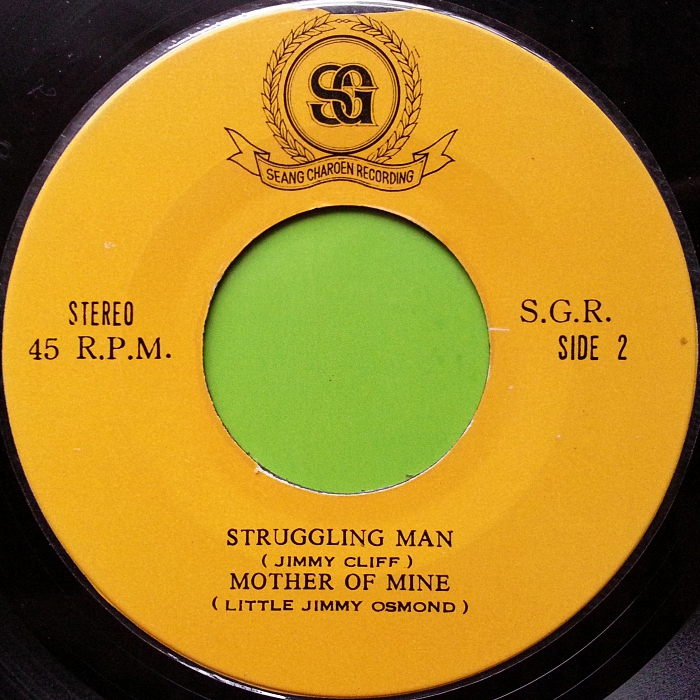 SG
SEANG CHAROEN RECORDING
STEREO
45 R.P.M.
S.G.R.
SIDE 2
STRUGGLING MAN
( JIMMY CLIFF )
MOTHER OF MINE
( LITTLE JIMMY OSMOND )